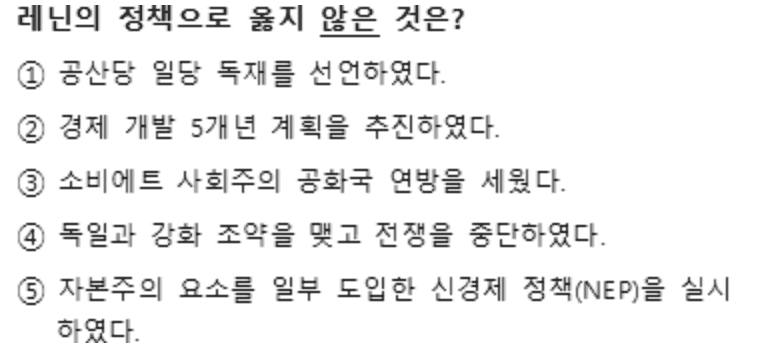 레닌의 정책으로 옳지 않은 것은?
① 공산당 일당 독재를 선언하였다.
② 경제 개발 5개년 계획을 추진하였다.
③ 소비에트 사회주의 공화국 연방을 세웠다.
④ 독일과 강화 조약을 맺고 전쟁을 중단하였다.
⑤ 자본주의 요소를 일부 도입한 신경제 정책(NEP)을 실시
하였다.